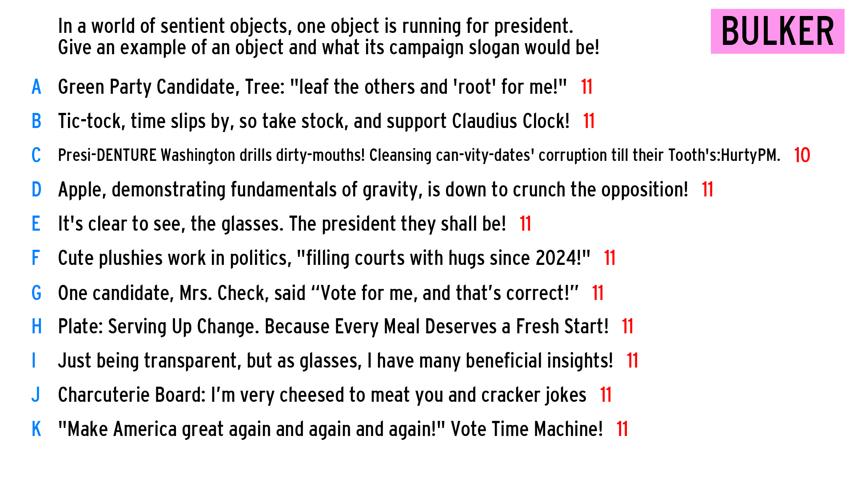 In a world of sentient objects, one object is running for president.
Give an example of an object and what its campaign slogan would be!
BULKER
A Green Party Candidate, Tree: "leaf the others and 'root' for me!" 11
B Tic-tock, time slips by, so take stock, and support Claudius Clock! 11
C Presi-DENTURE Washington drills dirty-mouths! Cleansing can-vity-dates' corruption till their Tooth's:HurtyPM. 10
D Apple, demonstrating fundamentals of gravity, is down to crunch the opposition! 11
E It's clear to see, the glasses. The president they shall be! 11
F Cute plushies work in politics, "filling courts with hugs since 2024!" 11
G One candidate, Mrs. Check, said “Vote for me, and that’s correct!” 11
H Plate: Serving Up Change. Because Every Meal Deserves a Fresh Start! 11
I Just being transparent, but as glasses, I have many beneficial insights! 11
J Charcuterie Board: I’m very cheesed to meat you and cracker jokes 11
K "Make America great again and again and again!" Vote Time Machine! 11